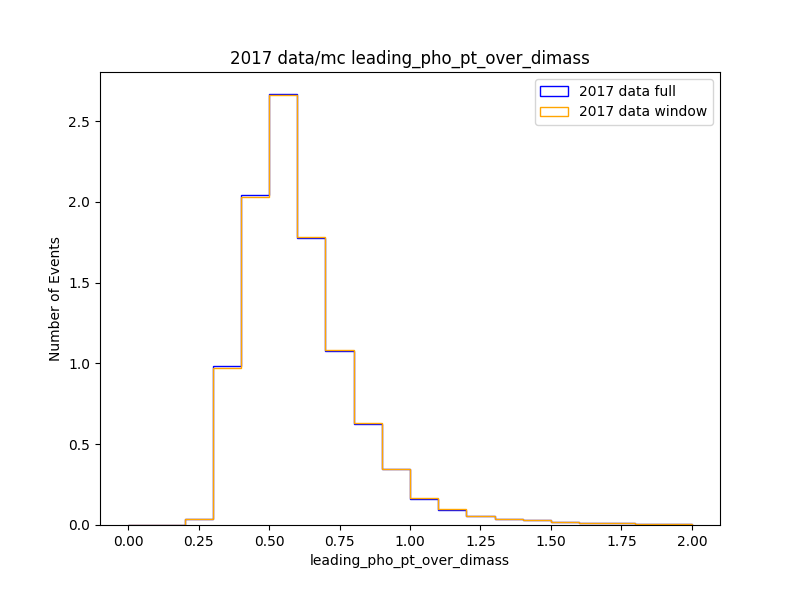 2017 data/mc leading_pho_pt_over_dimass
2017 data full
2017 data window
Number of Events
2.5
2.0
1.5
1.0
0.5
0.0
0.00 0.25 0.50 0.75 1.00 1.25 1.50 1.75 2.00
leading_pho_pt_over_dimass